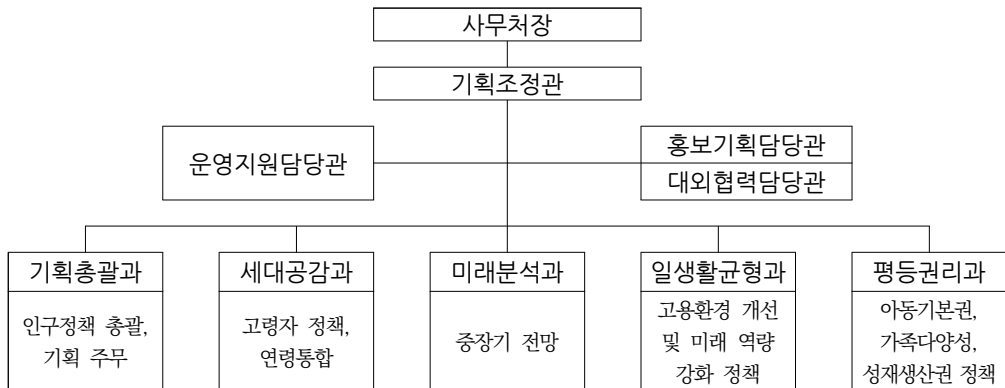 사무처장
기획조정관
운영지원담당관
홍보기획담당관
대외협력담당관
기획총괄과
인구정책 총괄,
기획 주무
세대공감과
고령자 정책,
연령통합
미래분석과
중장기 전망
일생활균형과
고용환경 개선
및 미래 역량
강화 정책
평등권리과
아동기본권,
가족다양성,
성재생산권 정책